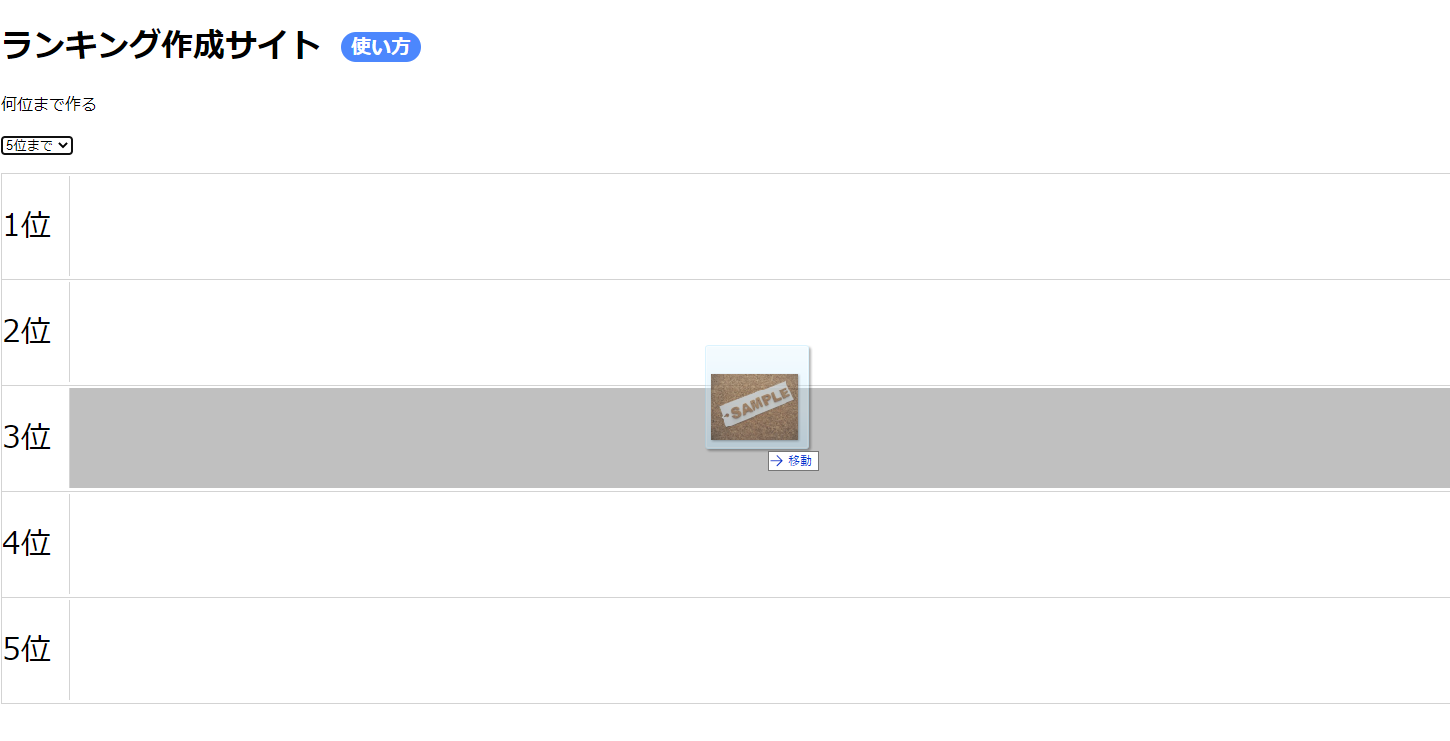 ランキング作成サイト 使い方
何位まで作る
5位まで
1位
2位
3位
SAMPLE
→ 移動
4位
5位